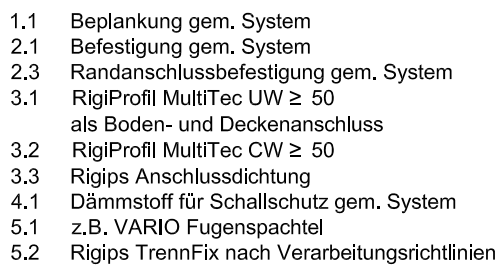 1.1 Beplankung gem. System
2.1 Befestigung gem. System
2.3 Randanschlussbefestigung gem. System
3.1 RigiProfil MultiTec UW ≥ 50
als Boden- und Deckenanschluss
3.2 RigiProfil MultiTec CW ≥ 50
3.3 Rigips Anschlussdichtung
4.1 Dämmstoff für Schallschutz gem. System
5.1 z.B. VARIO Fugenspachtel
5.2 Rigips TrennFix nach Verarbeitungsrichtlinien